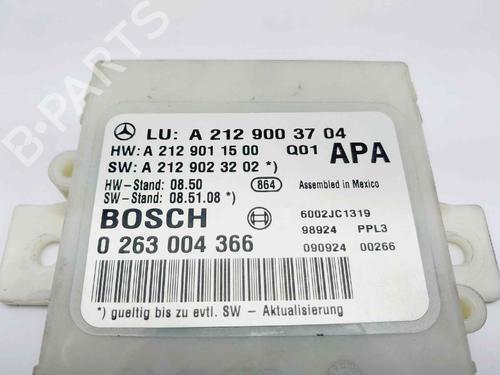 LU: A 212 900 37 04
HW: A 212 901 15 00 Q01 APA
SW: A 212 902 32 02 *)
HW-Stand: 08.50 864 Assembled in Mexico
SW-Stand: 08.51.08 *)
BOSCH 6002JC1319
0 263 004 366 98924 PPL3
090924 00266
*) gueltig bis zu evtl. SW - Aktualisierung
B-PARTS